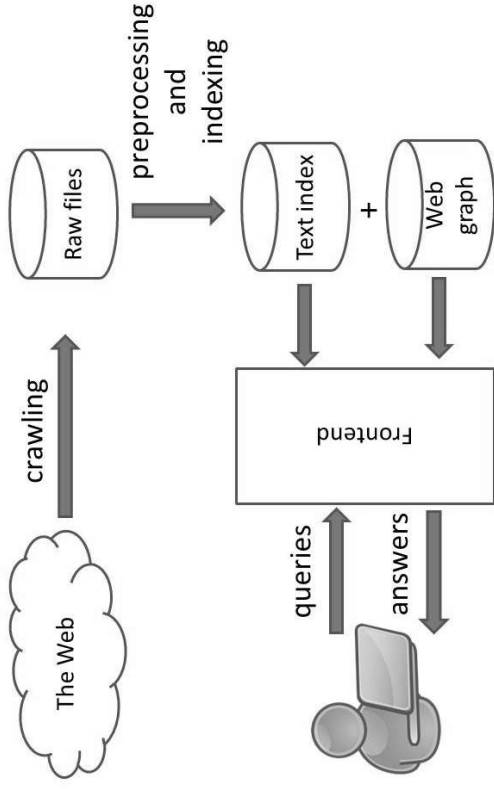 The Web
crawling
Raw files
preprocessing
and
indexing
Text index
+
Web
graph
Frontend
queries
answers